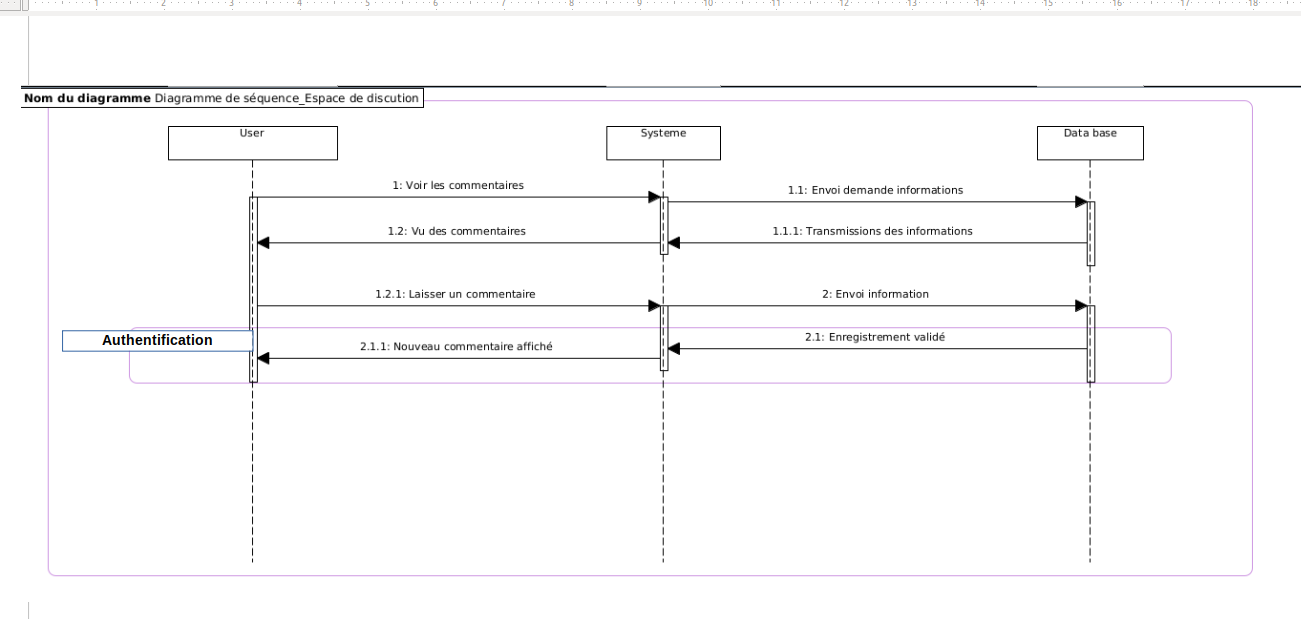 1 2 3 4 5 6 7 8 9 10 11 12 13 14 15 16 17 18
Nom du diagramme Diagramme de séquence_Espace de discution
User
Systeme
Data base
1: Voir les commentaires
1.1: Envoi demande informations
1.2: Vu des commentaires
1.1.1: Transmissions des informations
1.2.1: Laisser un commentaire
2: Envoi information
Authentification
2.1: Enregistrement validé
2.1.1: Nouveau commentaire affiché